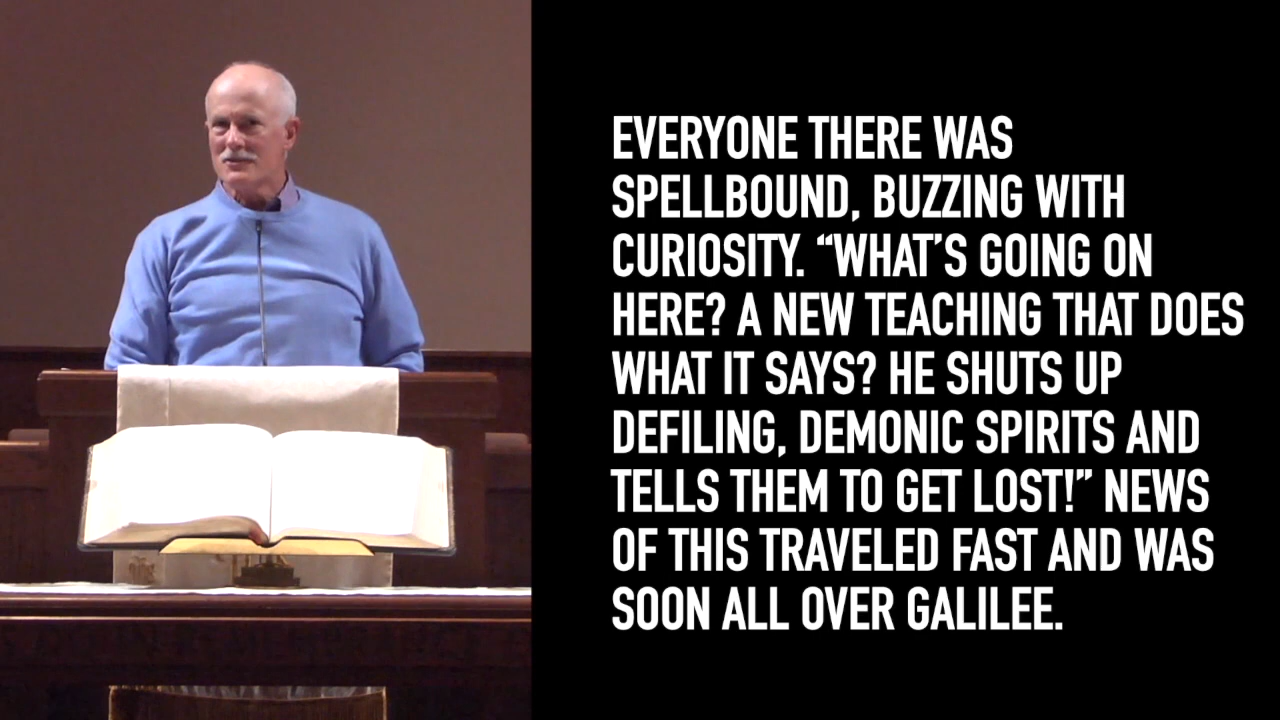 EVERYONE THERE WAS
SPELLBOUND, BUZZING WITH
CURIOSITY. “WHAT’S GOING ON
HERE? A NEW TEACHING THAT DOES
WHAT IT SAYS? HE SHUTS UP
DEFILING, DEMONIC SPIRITS AND
TELLS THEM TO GET LOST!” NEWS
OF THIS TRAVELED FAST AND WAS
SOON ALL OVER GALILEE.